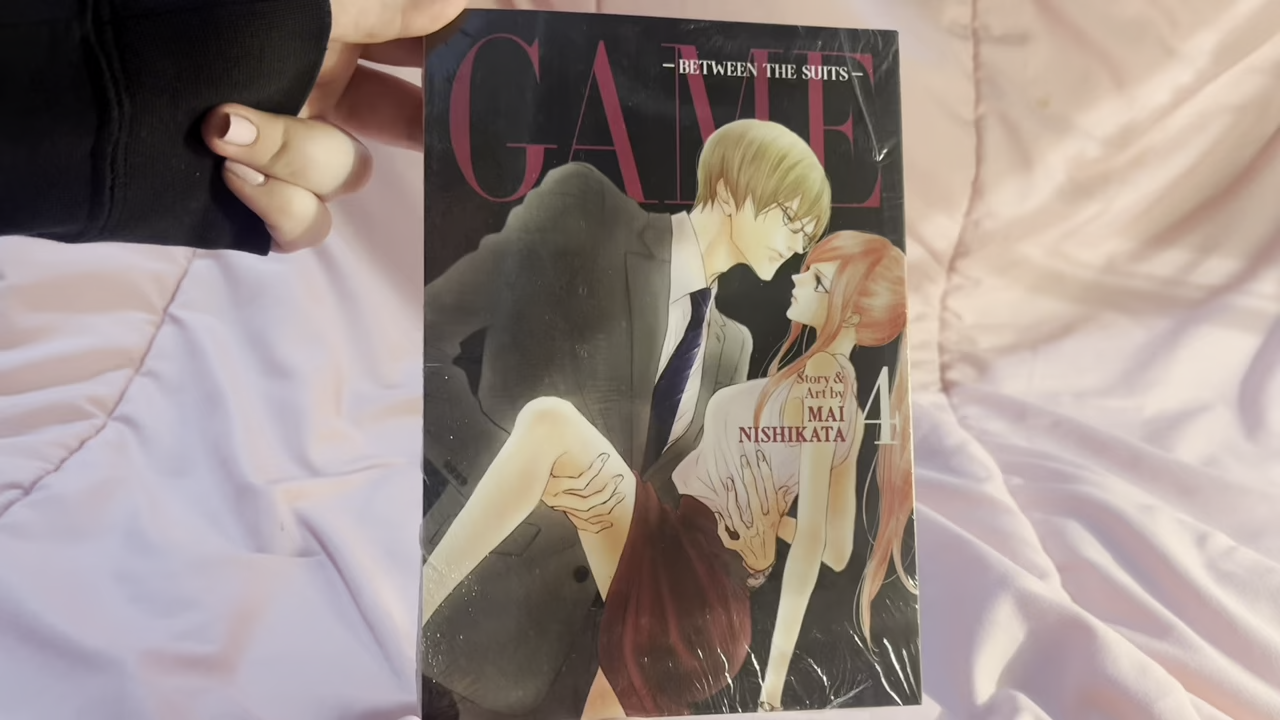 GAME
–BETWEEN THE SUITS–
Story &
Art by
MAI
NISHIKATA
4